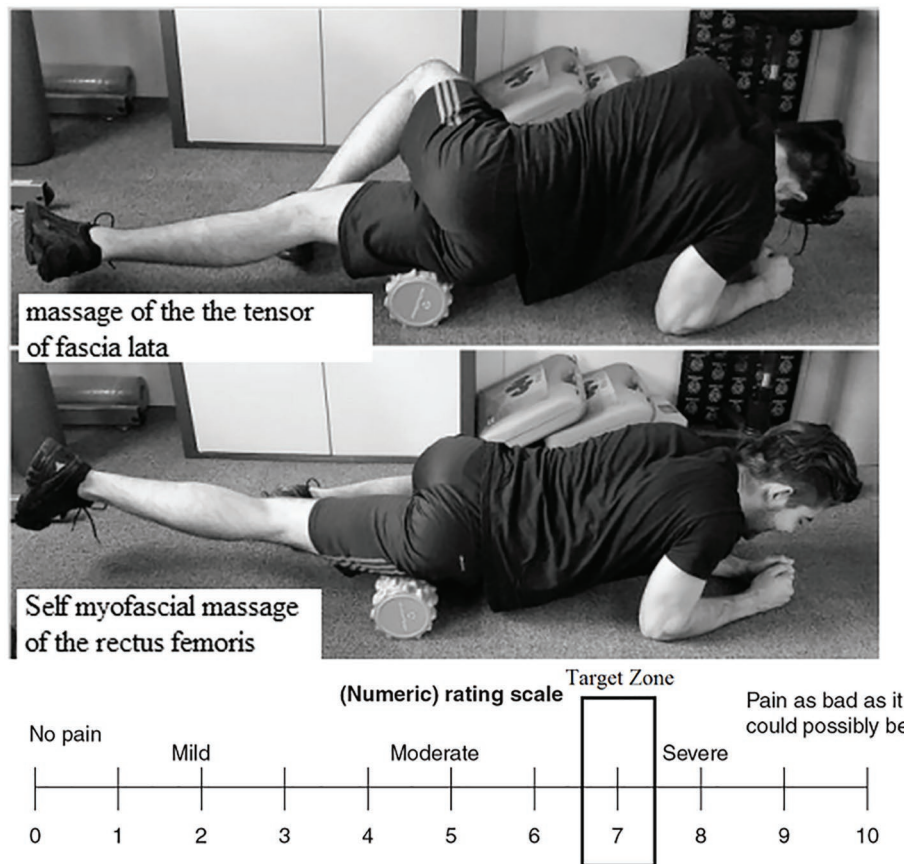 massage of the the tensor
of fascia lata
Self myofascial massage
of the rectus femoris
(Numeric) rating scale
Target Zone
Pain as bad as it
could possibly be
No pain
Mild
Moderate
Severe
0 1 2 3 4 5 6 7 8 9 10